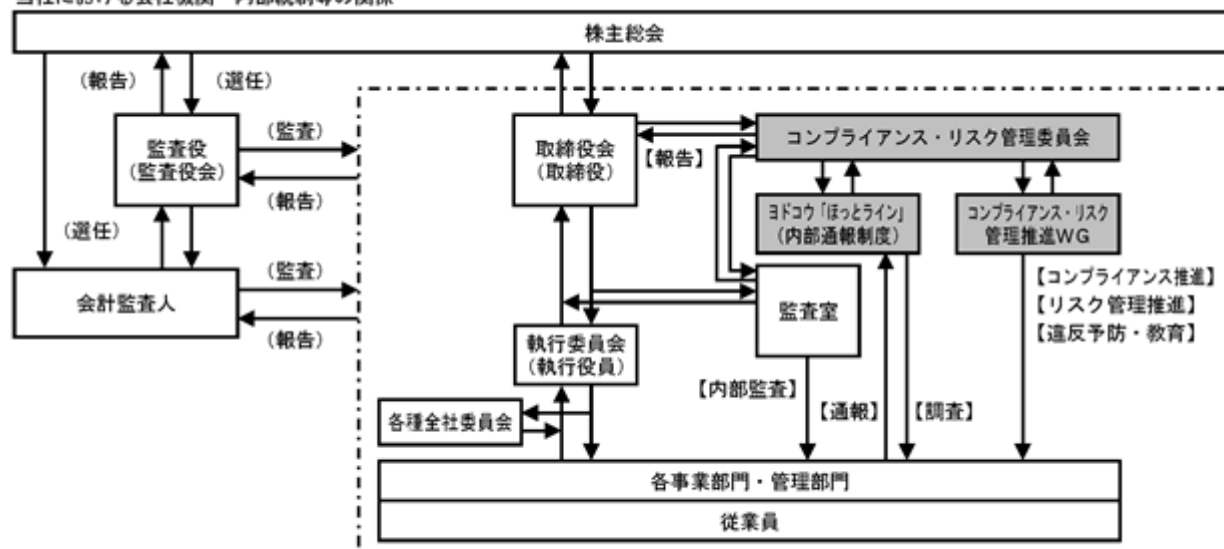 株主総会
(報告)
(選任)
監査役
(監査役会)
(監査)
(報告)
取締役会
(取締役)
【報告】
コンプライアンス・リスク管理委員会
ヨドコウ「ほっとライン」
(内部通報制度)
コンプライアンス・リスク
管理推進WG
(選任)
会計監査人
(監査)
(報告)
監査室
【コンプライアンス推進】
【リスク管理推進】
【違反予防・教育】
執行委員会
(執行役員)
各種全社委員会
【内部監査】
【通報】
【調査】
各事業部門・管理部門
従業員